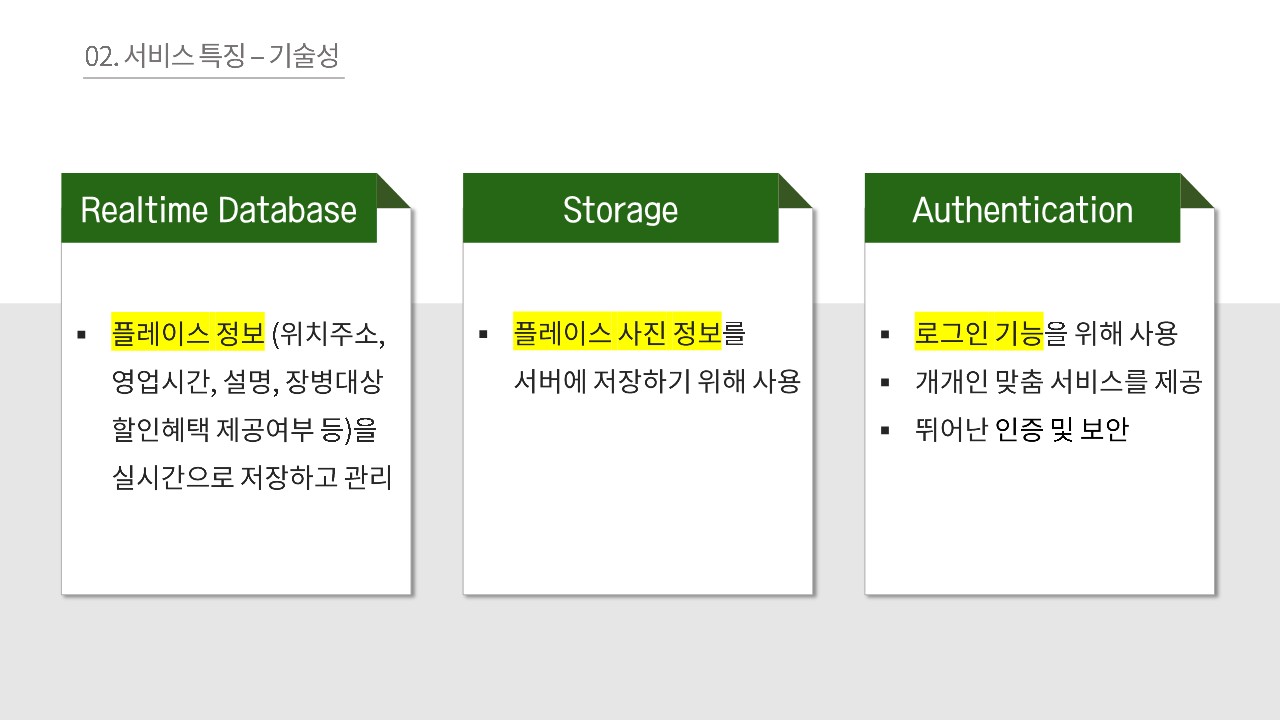 02. 서비스 특징 – 기술성
Realtime Database
▪ 플레이스 정보 (위치주소,
영업시간, 설명, 장병대상
할인혜택 제공여부 등)을
실시간으로 저장하고 관리
Storage
▪ 플레이스 사진 정보를
서버에 저장하기 위해 사용
Authentication
▪ 로그인 기능을 위해 사용
▪ 개개인 맞춤 서비스를 제공
▪ 뛰어난 인증 및 보안